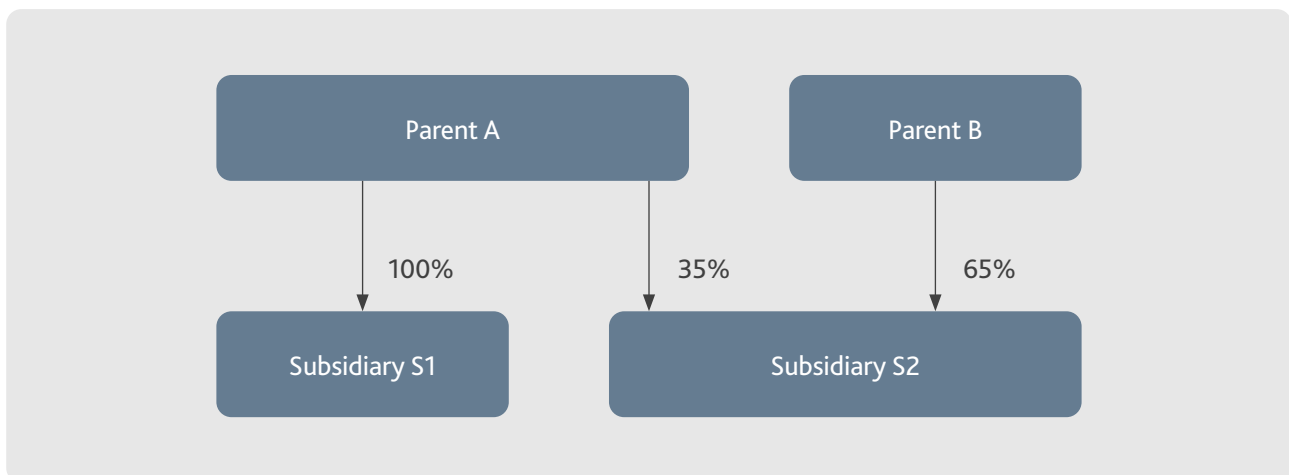 Parent A
Parent B
100%
35%
65%
Subsidiary S1
Subsidiary S2